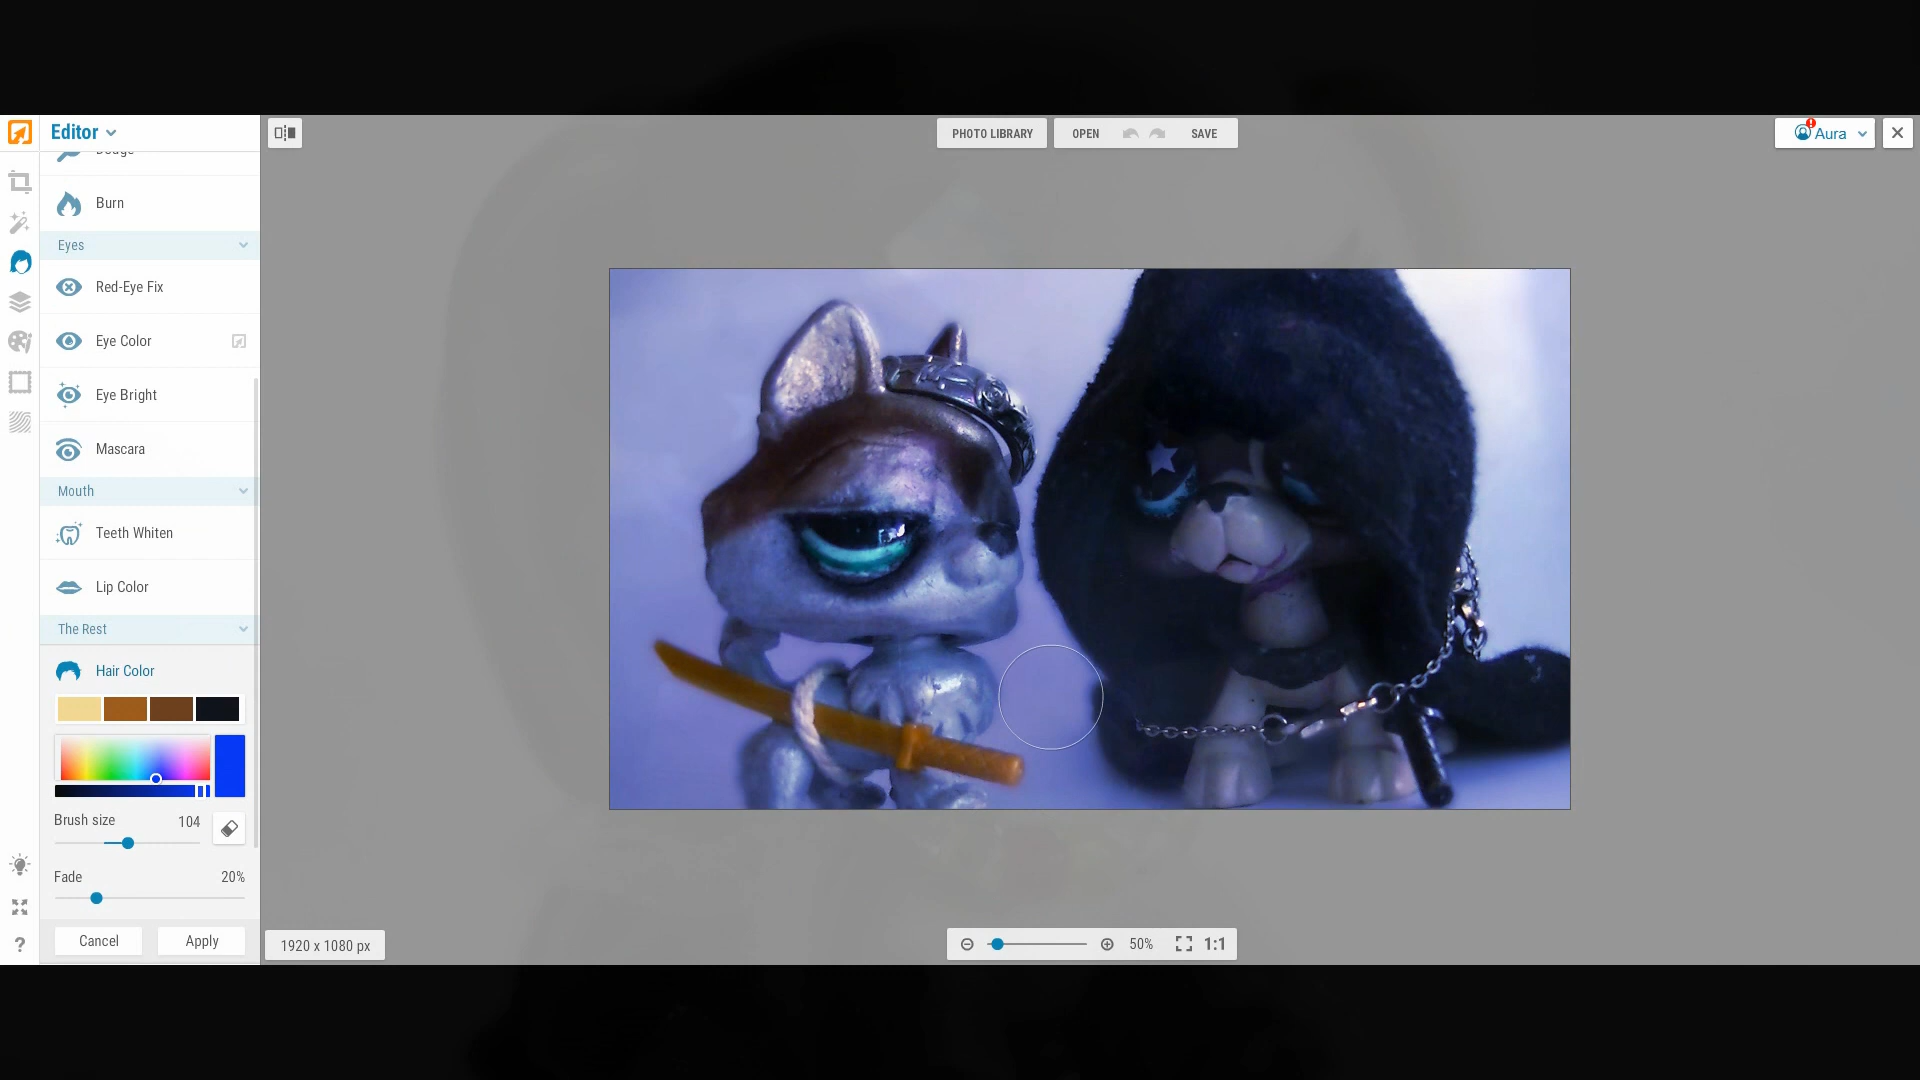 Editor
PHOTO LIBRARY
OPEN
SAVE
Aura
Dodge
Burn
Eyes
Red-Eye Fix
Eye Color
Eye Bright
Mascara
Mouth
Teeth Whiten
Lip Color
The Rest
Hair Color
Brush size 104
Fade 20%
Cancel Apply
1920 x 1080 px
50% 1:1
?